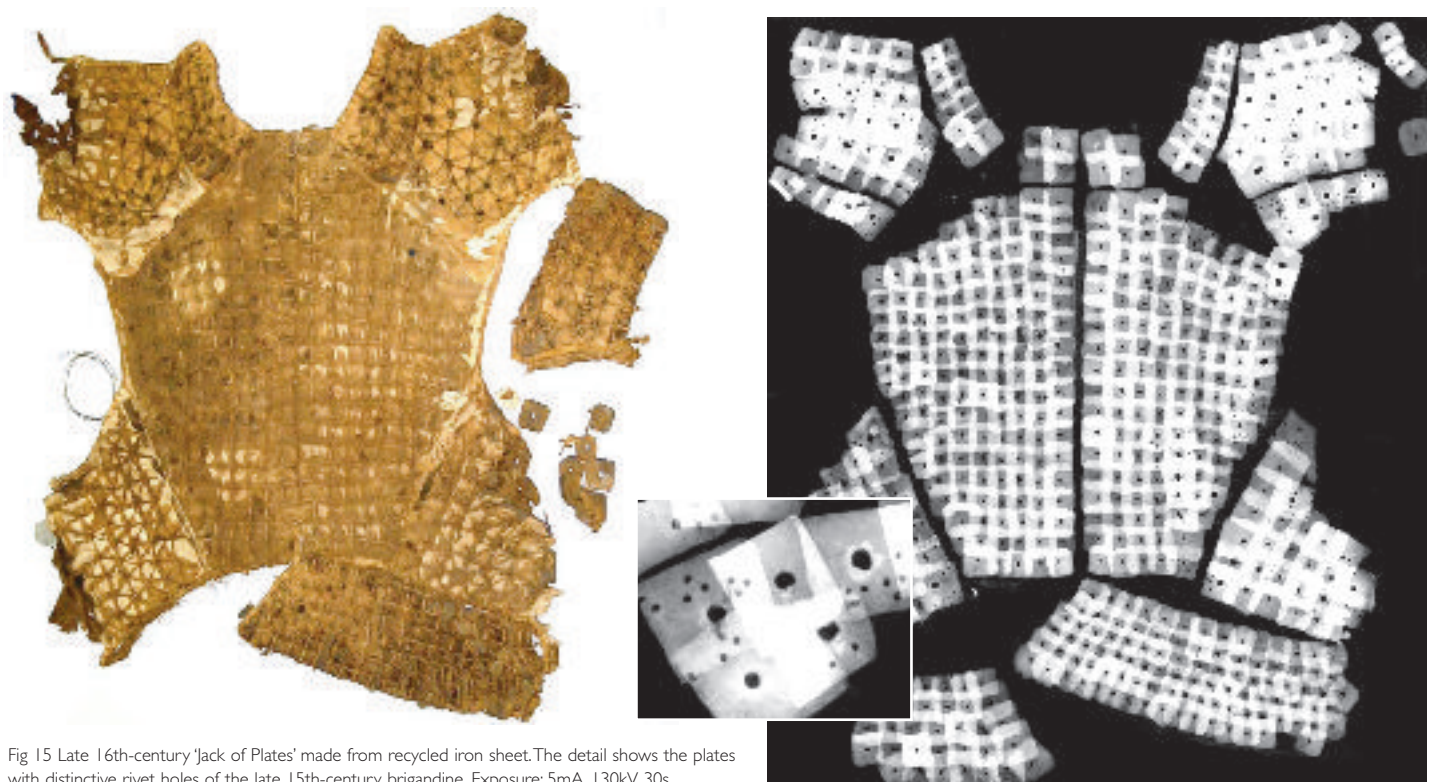 Fig 15 Late 16th-century ‘Jack of Plates’ made from recycled iron sheet. The detail shows the plates
with distinctive rivet holes of the late 15th-century brigandine. Exposure: 5mA, 130kV, 30s